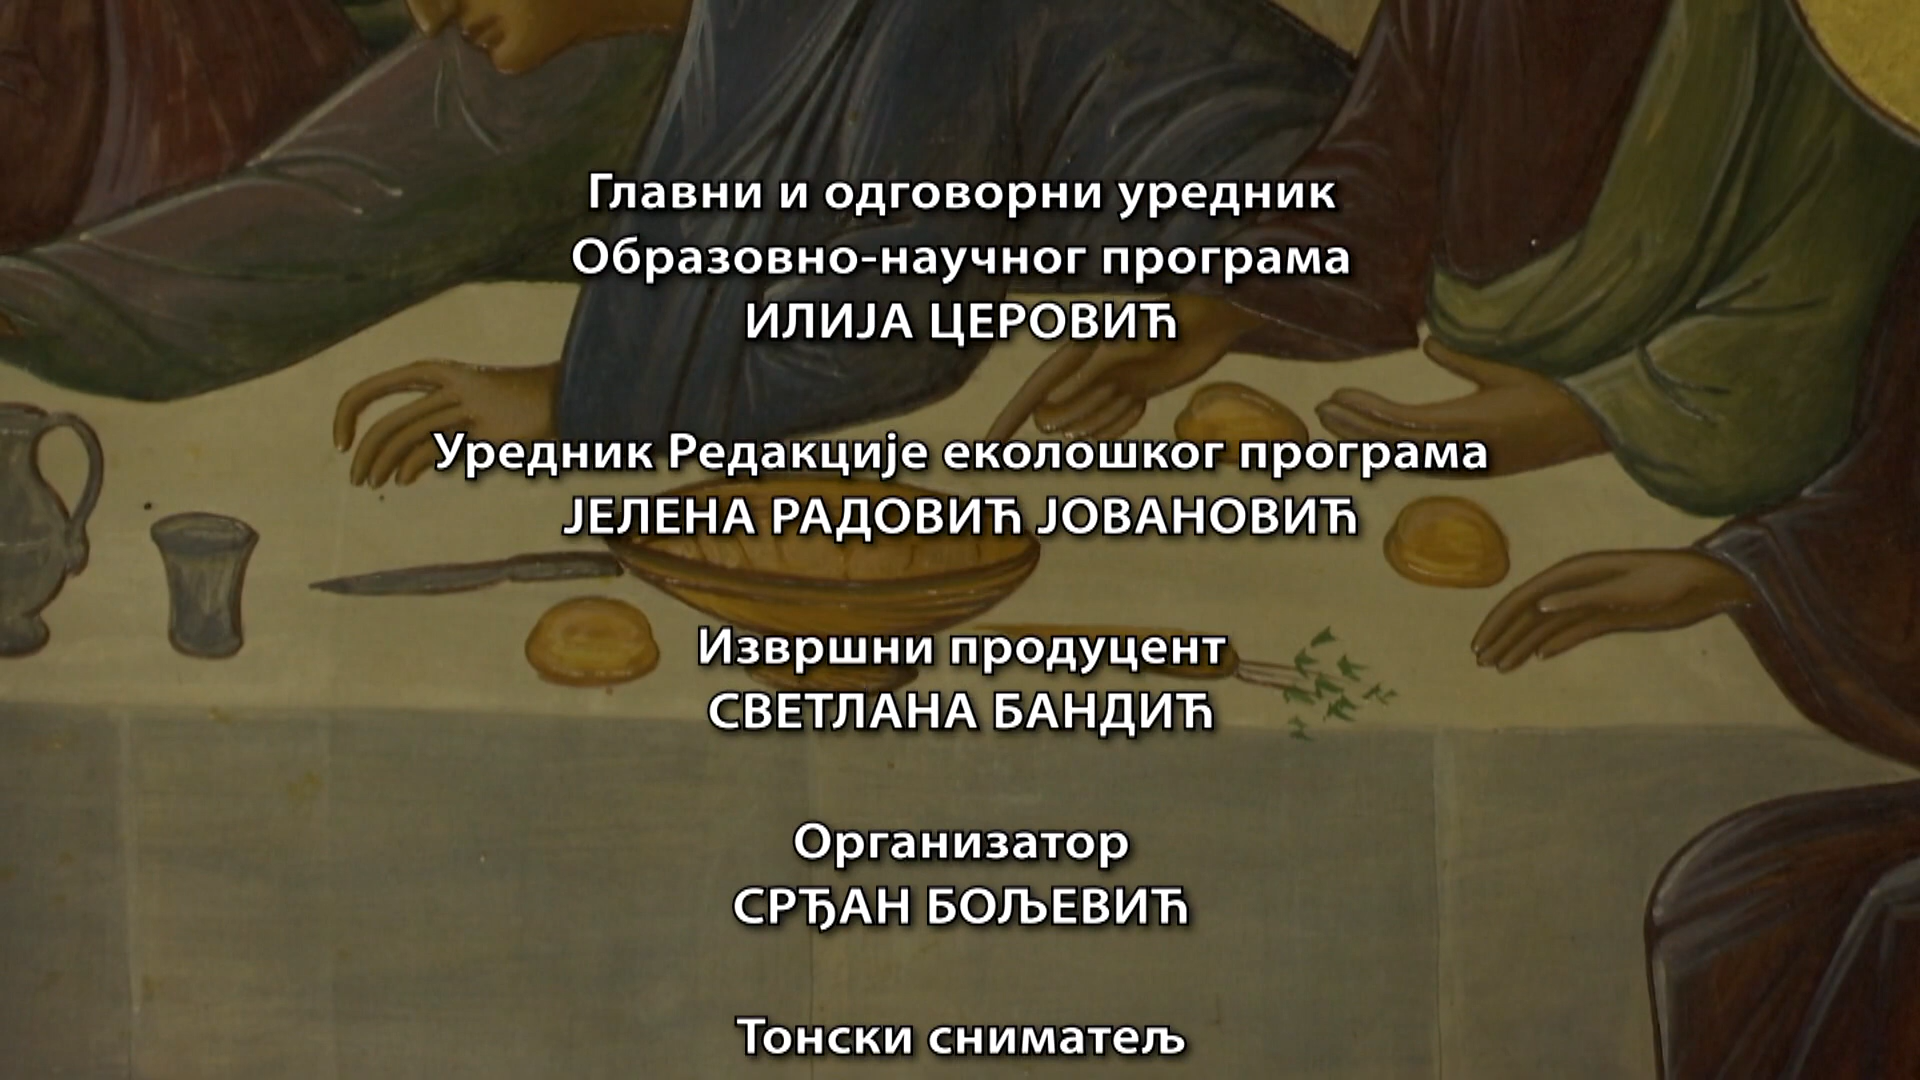 Главни и одговорни уредник
Образовно-научног програма
ИЛИЈА ЦЕРОВИЋ
Уредник Редакције еколошког програма
ЈЕЛЕНА РАДОВИЋ ЈОВАНОВИЋ
Извршни продуцент
СВЕТЛАНА БАНДИЋ
Организатор
СРЂАН БОЉЕВИЋ
Тонски сниматељ